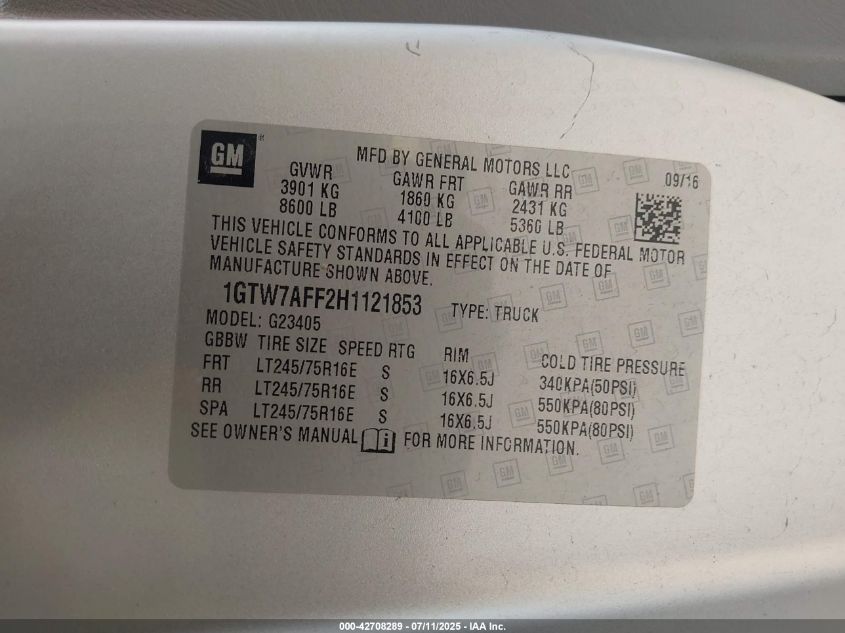 GM
MFD BY GENERAL MOTORS LLC 09/16
GVWR GAWR FRT GAWR RR
3901 KG 1860 KG 2431 KG
8600 LB 4100 LB 5360 LB
THIS VEHICLE CONFORMS TO ALL APPLICABLE U.S. FEDERAL MOTOR
VEHICLE SAFETY STANDARDS IN EFFECT ON THE DATE OF
MANUFACTURE SHOWN ABOVE.
1GTW7AFF2H1121853 TYPE: TRUCK
MODEL: G23405
GBBW TIRE SIZE SPEED RTG RIM COLD TIRE PRESSURE
FRT LT245/75R16E S 16X6.5J 340KPA(50PSI)
RR LT245/75R16E S 16X6.5J 550KPA(80PSI)
SPA LT245/75R16E S 16X6.5J 550KPA(80PSI)
SEE OWNER'S MANUAL FOR MORE INFORMATION.
000-42708289 - 07/11/2025 - IAA Inc.